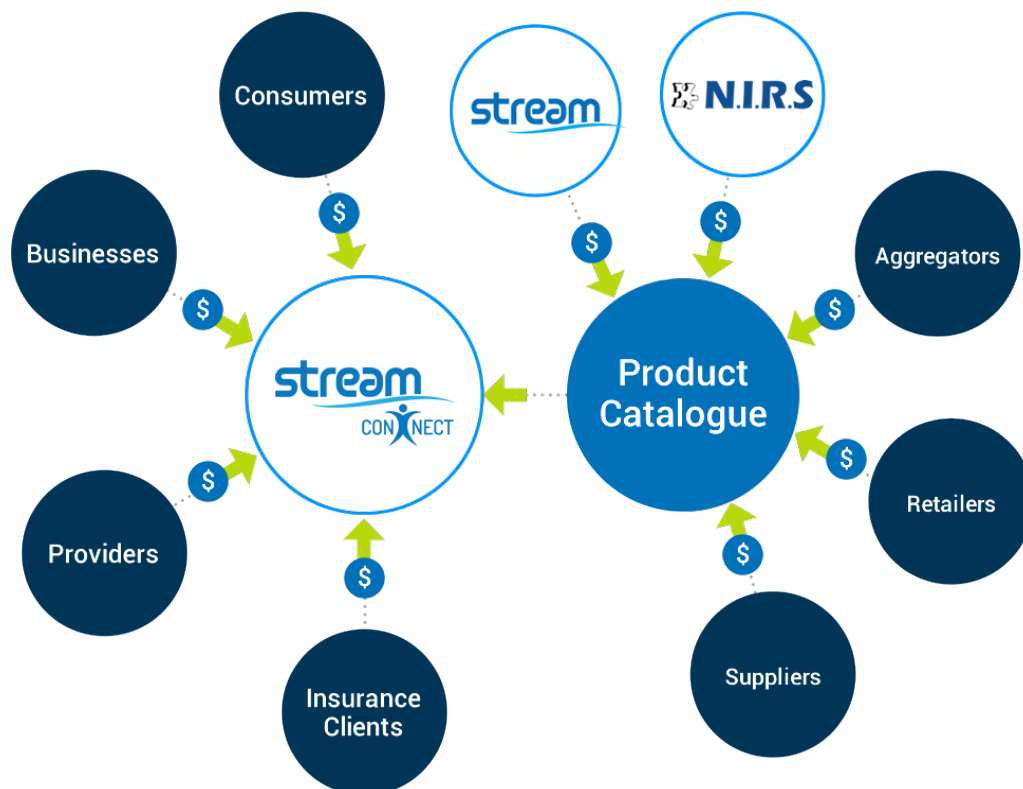 Consumers
stream
N.I.R.S
Businesses
$
$
$
Aggregators
$
$
$
stream
CONNECT
Product
Catalogue
Providers
$
$
Retailers
$
$
Insurance
Clients
Suppliers